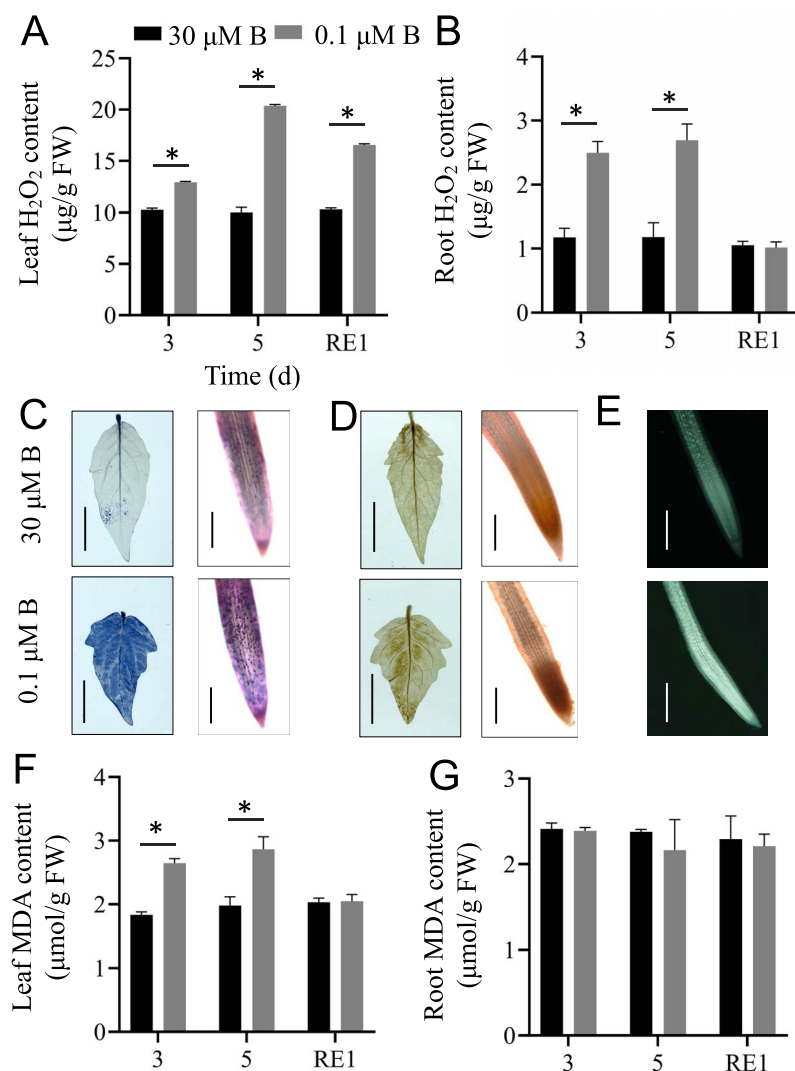 A
30 μM B
0.1 μM B
Leaf H₂O₂ content
(μg/g FW)
25
20
15
10
5
0
*
*
*
3
5
RE1
Time (d)
B
Root H₂O₂ content
(μg/g FW)
4
3
2
1
0
*
*
3
5
RE1
C
D
E
30 μM B
0.1 μM B
F
Leaf MDA content
(μmol/g FW)
4
3
2
1
0
*
*
3
5
RE1
G
Root MDA content
(μmol/g FW)
3
2
1
0
3
5
RE1